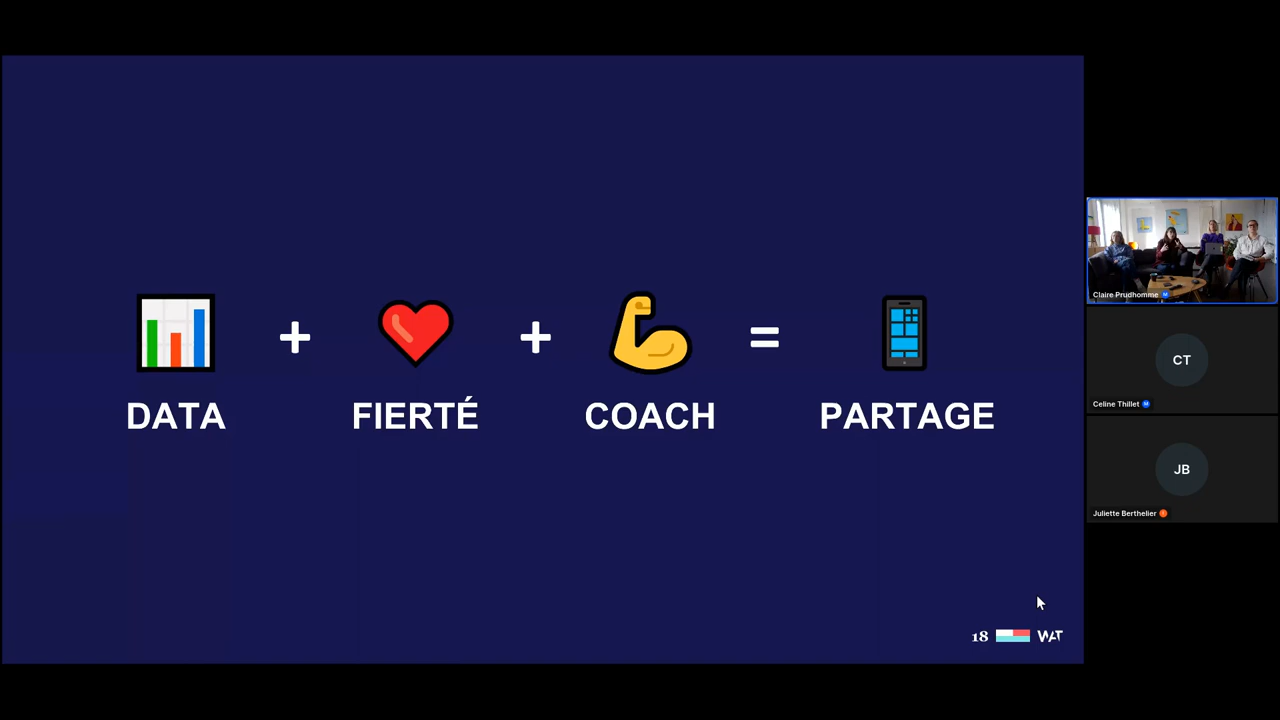 DATA + FIERTÉ + COACH = PARTAGE
18 WAT
Claire Prudhomme M
CT
Celine Thillet M
JB
Juliette Berthelier